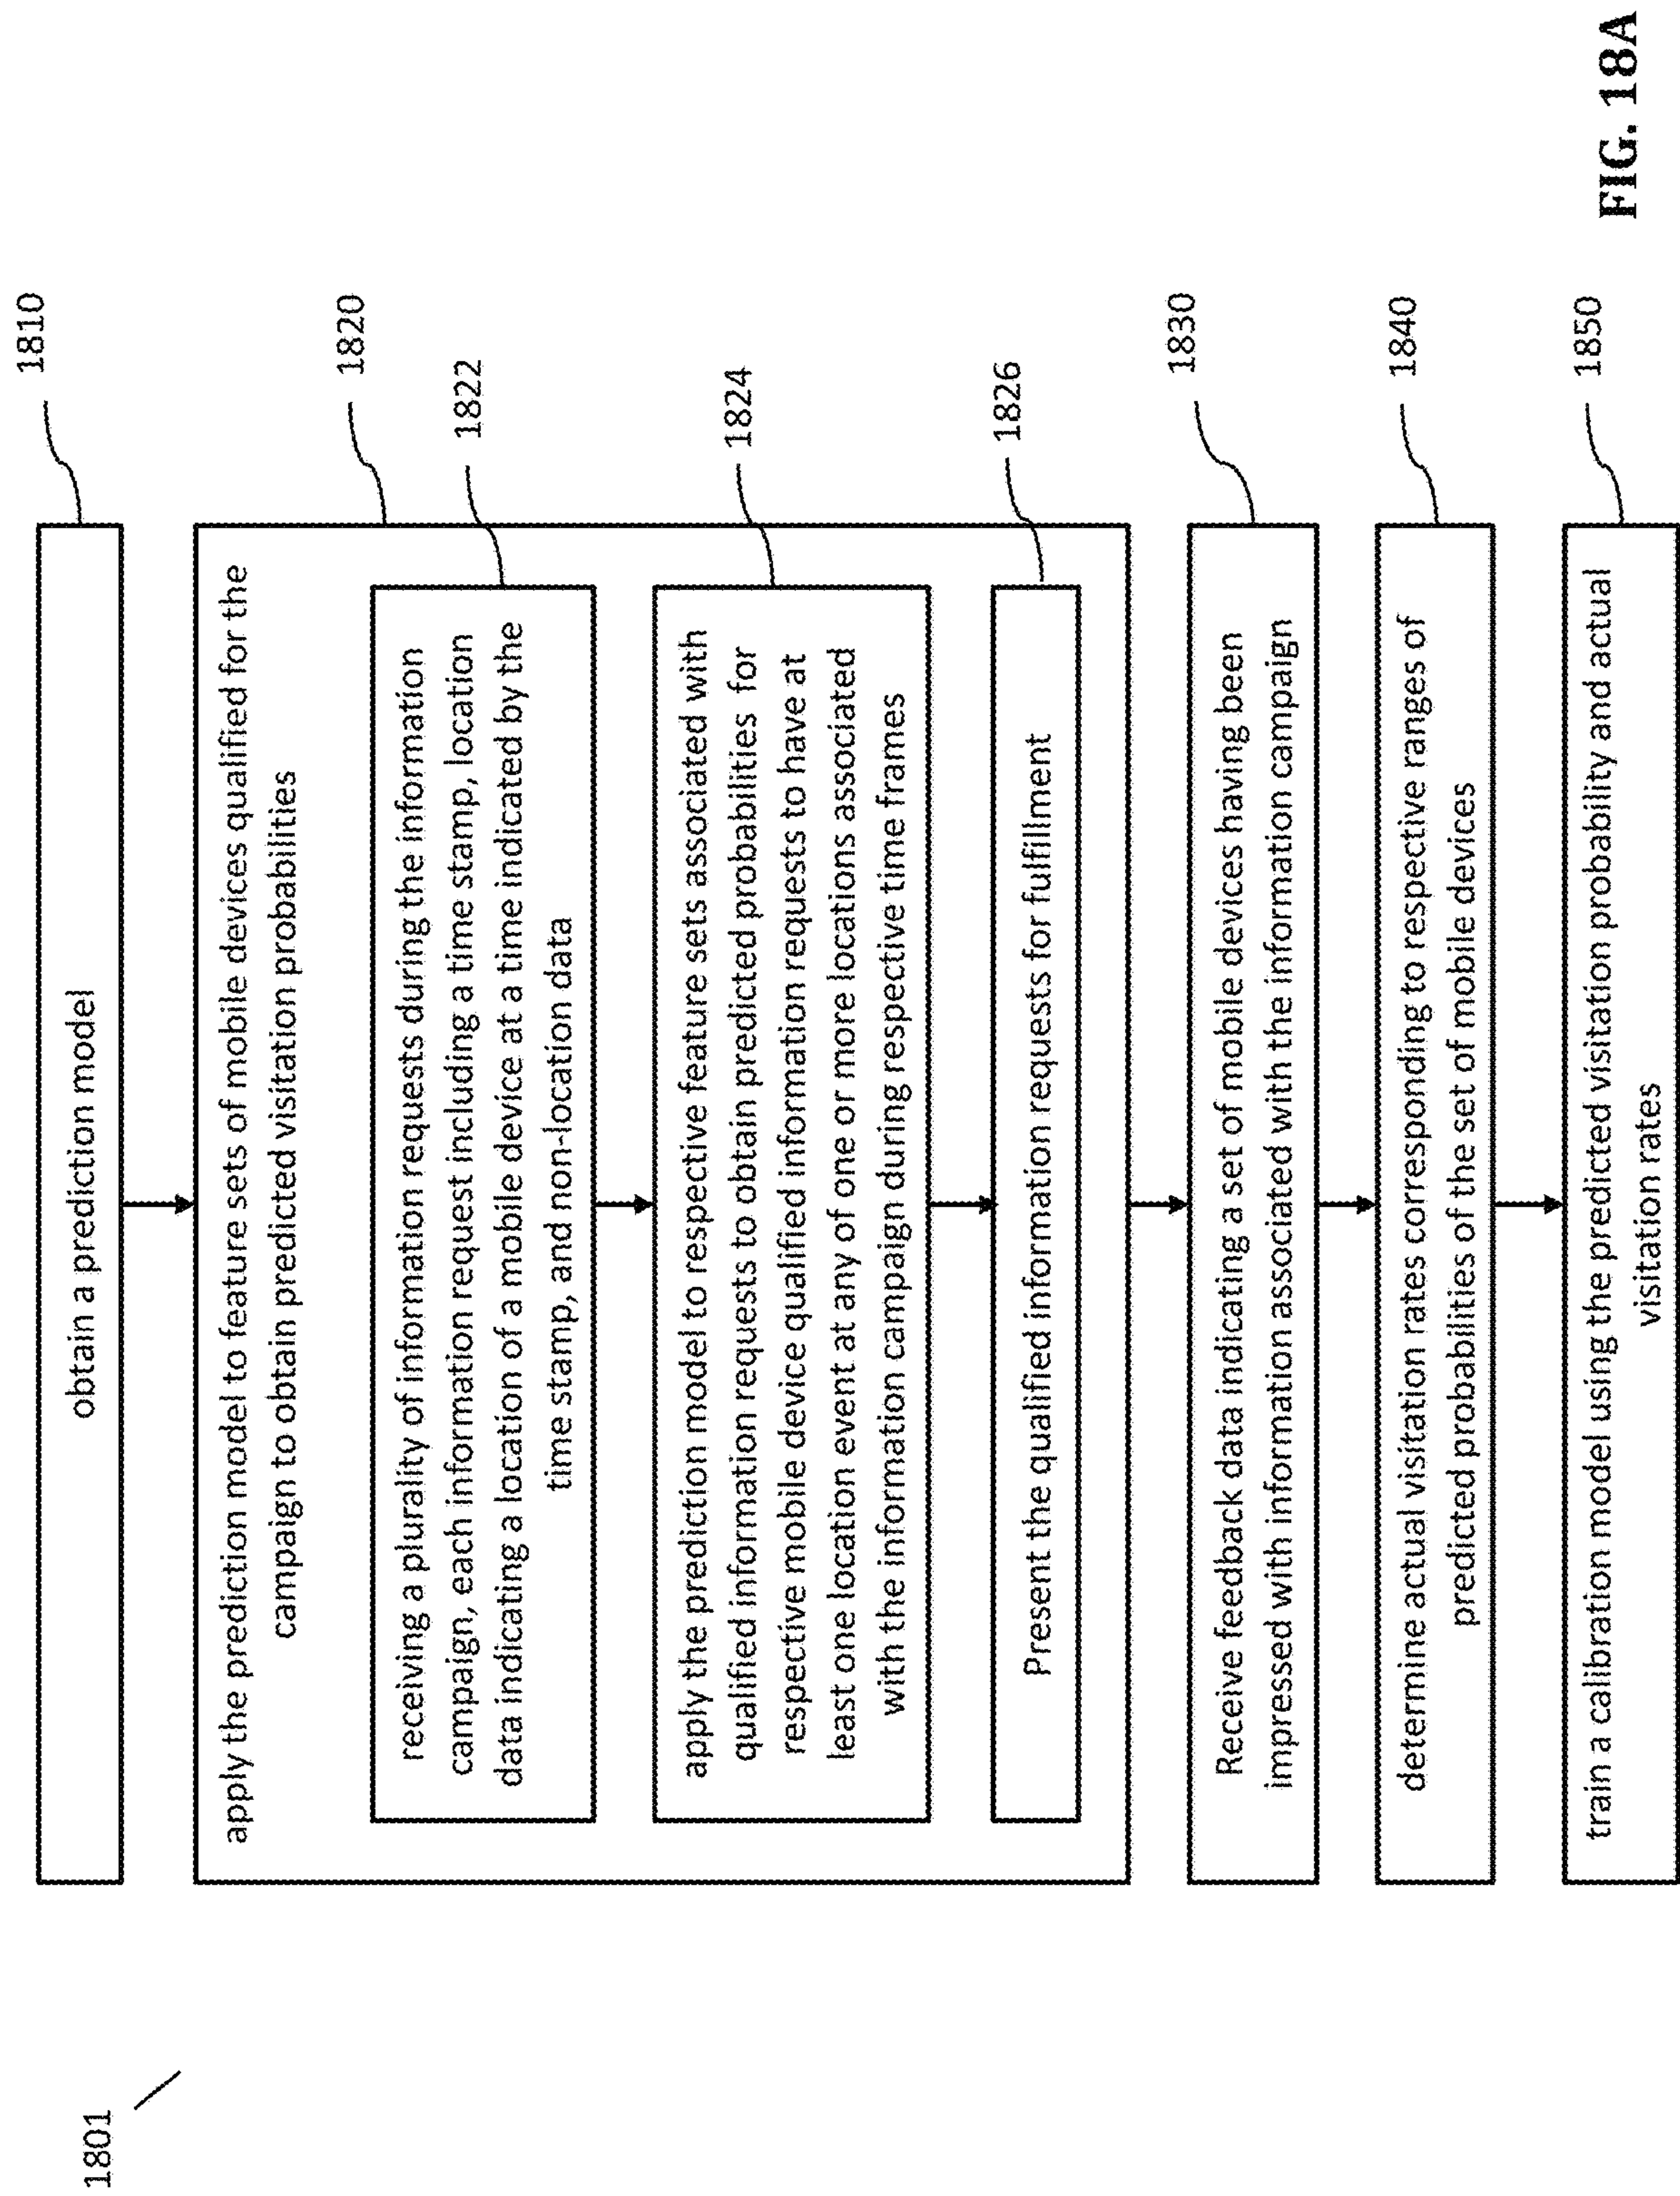 1801
obtain a prediction model
1810
apply the prediction model to feature sets of mobile devices qualified for the
campaign to obtain predicted visitation probabilities
1820
receiving a plurality of information requests during the information
campaign, each information request including a time stamp, location
data indicating a location of a mobile device at a time indicated by the
time stamp, and non-location data
1822
apply the prediction model to respective feature sets associated with
qualified information requests to obtain predicted probabilities for
respective mobile device qualified information requests to have at
least one location event at any of one or more locations associated
with the information campaign during respective time frames
1824
Present the qualified information requests for fulfillment
1826
Receive feedback data indicating a set of mobile devices having been
impressed with information associated with the information campaign
1830
determine actual visitation rates corresponding to respective ranges of
predicted probabilities of the set of mobile devices
1840
train a calibration model using the predicted visitation probability and actual
visitation rates
1850
FIG. 18A